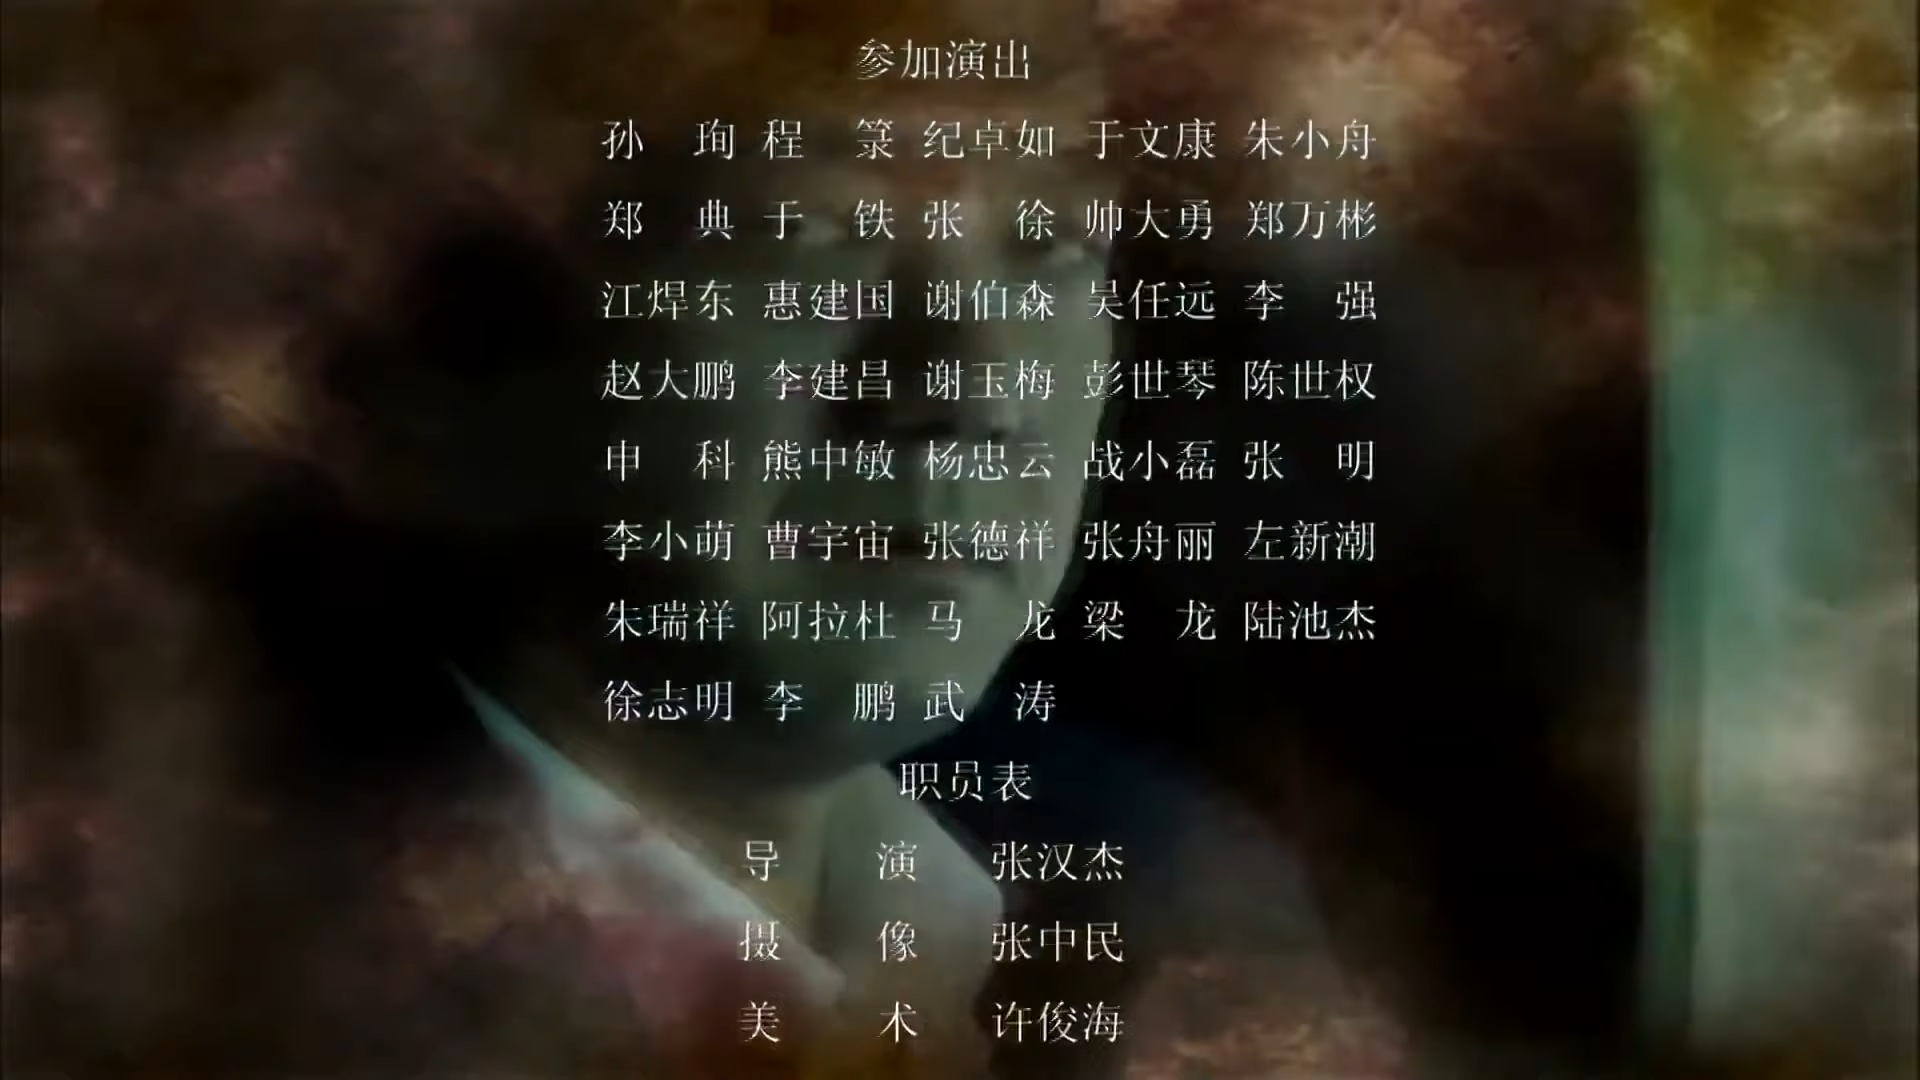 参加演出
孙 珣 程 箓 纪卓如 于文康 朱小舟
郑 典 于 铁 张 徐 帅大勇 郑万彬
江焊东 惠建国 谢伯森 吴任远 李 强
赵大鹏 李建昌 谢玉梅 彭世琴 陈世权
申 科 熊中敏 杨忠云 战小磊 张 明
李小萌 曹宇宙 张德祥 张舟丽 左新潮
朱瑞祥 阿拉杜 马 龙 梁 龙 陆池杰
徐志明 李 鹏 武 涛
职员表
导 演 张汉杰
摄 像 张中民
美 术 许俊海